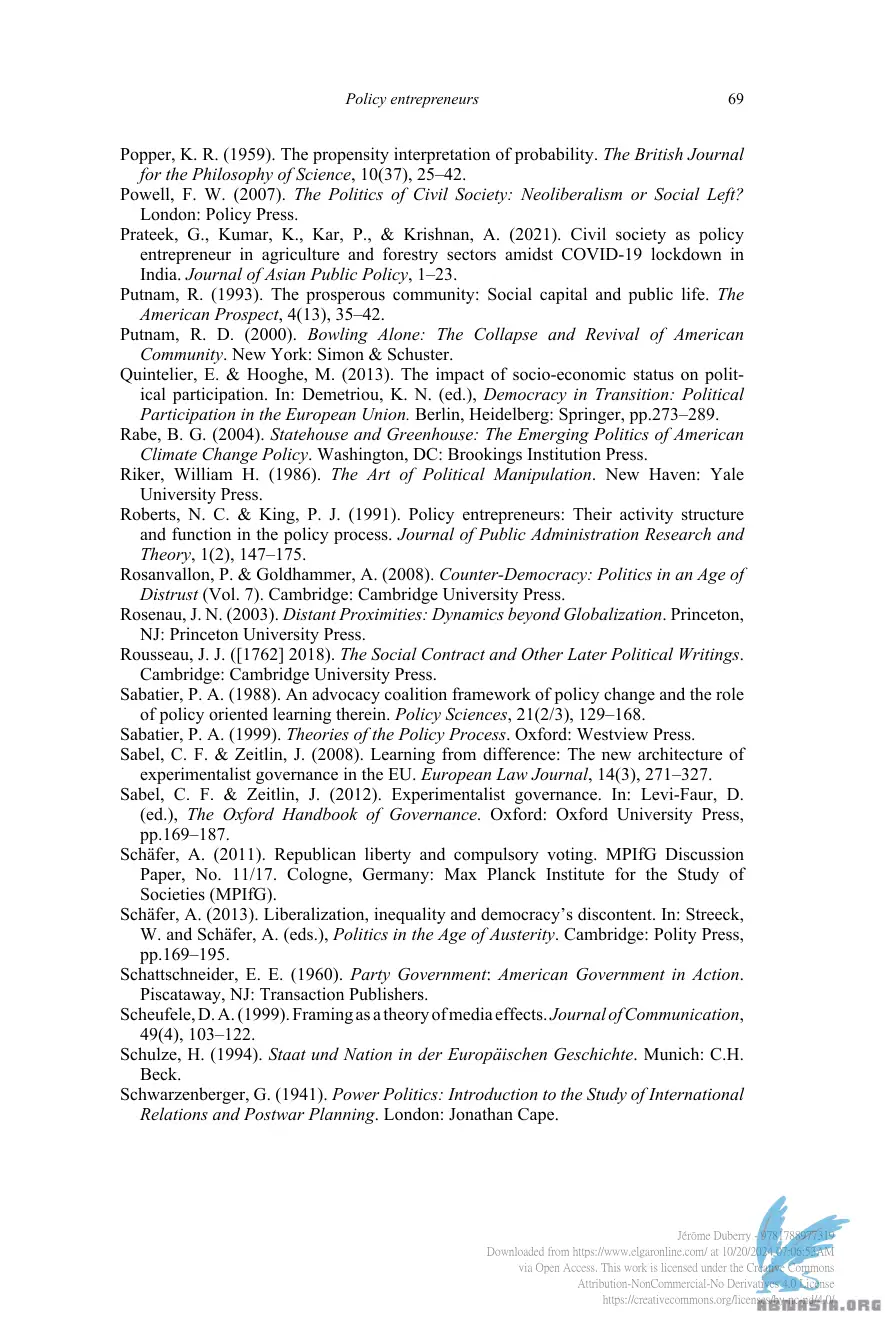 Policy entrepreneurs 69
Popper, K. R. (1959). The propensity interpretation of probability. The British Journal
for the Philosophy of Science, 10(37), 25–42.
Powell, F. W. (2007). The Politics of Civil Society: Neoliberalism or Social Left?
London: Policy Press.
Prateek, G., Kumar, K., Kar, P., & Krishnan, A. (2021). Civil society as policy
entrepreneur in agriculture and forestry sectors amidst COVID-19 lockdown in
India. Journal of Asian Public Policy, 1–23.
Putnam, R. (1993). The prosperous community: Social capital and public life. The
American Prospect, 4(13), 35–42.
Putnam, R. D. (2000). Bowling Alone: The Collapse and Revival of American
Community. New York: Simon & Schuster.
Quintelier, E. & Hooghe, M. (2013). The impact of socio-economic status on polit-
ical participation. In: Demetriou, K. N. (ed.), Democracy in Transition: Political
Participation in the European Union. Berlin, Heidelberg: Springer, pp.273–289.
Rabe, B. G. (2004). Statehouse and Greenhouse: The Emerging Politics of American
Climate Change Policy. Washington, DC: Brookings Institution Press.
Riker, William H. (1986). The Art of Political Manipulation. New Haven: Yale
University Press.
Roberts, N. C. & King, P. J. (1991). Policy entrepreneurs: Their activity structure
and function in the policy process. Journal of Public Administration Research and
Theory, 1(2), 147–175.
Rosanvallon, P. & Goldhammer, A. (2008). Counter-Democracy: Politics in an Age of
Distrust (Vol. 7). Cambridge: Cambridge University Press.
Rosenau, J. N. (2003). Distant Proximities: Dynamics beyond Globalization. Princeton,
NJ: Princeton University Press.
Rousseau, J. J. ([1762] 2018). The Social Contract and Other Later Political Writings.
Cambridge: Cambridge University Press.
Sabatier, P. A. (1988). An advocacy coalition framework of policy change and the role
of policy oriented learning therein. Policy Sciences, 21(2/3), 129–168.
Sabatier, P. A. (1999). Theories of the Policy Process. Oxford: Westview Press.
Sabel, C. F. & Zeitlin, J. (2008). Learning from difference: The new architecture of
experimentalist governance in the EU. European Law Journal, 14(3), 271–327.
Sabel, C. F. & Zeitlin, J. (2012). Experimentalist governance. In: Levi-Faur, D.
(ed.), The Oxford Handbook of Governance. Oxford: Oxford University Press,
pp.169–187.
Schäfer, A. (2011). Republican liberty and compulsory voting. MPIfG Discussion
Paper, No. 11/17. Cologne, Germany: Max Planck Institute for the Study of
Societies (MPIfG).
Schäfer, A. (2013). Liberalization, inequality and democracy’s discontent. In: Streeck,
W. and Schäfer, A. (eds.), Politics in the Age of Austerity. Cambridge: Polity Press,
pp.169–195.
Schattschneider, E. E. (1960). Party Government: American Government in Action.
Piscataway, NJ: Transaction Publishers.
Scheufele, D. A. (1999). Framing as a theory of media effects. Journal of Communication,
49(4), 103–122.
Schulze, H. (1994). Staat und Nation in der Europäischen Geschichte. Munich: C.H.
Beck.
Schwarzenberger, G. (1941). Power Politics: Introduction to the Study of International
Relations and Postwar Planning. London: Jonathan Cape.
Jérôme Duberry - 9781788977319
Downloaded from https://www.elgaronline.com/ at 10/20/2024 07:06:53AM
via Open Access. This work is licensed under the Creative Commons
Attribution-NonCommercial-No Derivatives 4.0 License
https://creativecommons.org/licenses/by-nc-nd/4.0/
ABTMASIA.ORG